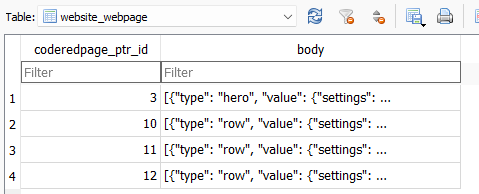 Table: website_webpage
coderedpage_ptr_id body
Filter Filter
1 3 [{"type": "hero", "value": {"settings": ...
2 10 [{"type": "row", "value": {"settings": ...
3 11 [{"type": "row", "value": {"settings": ...
4 12 [{"type": "row", "value": {"settings": ...